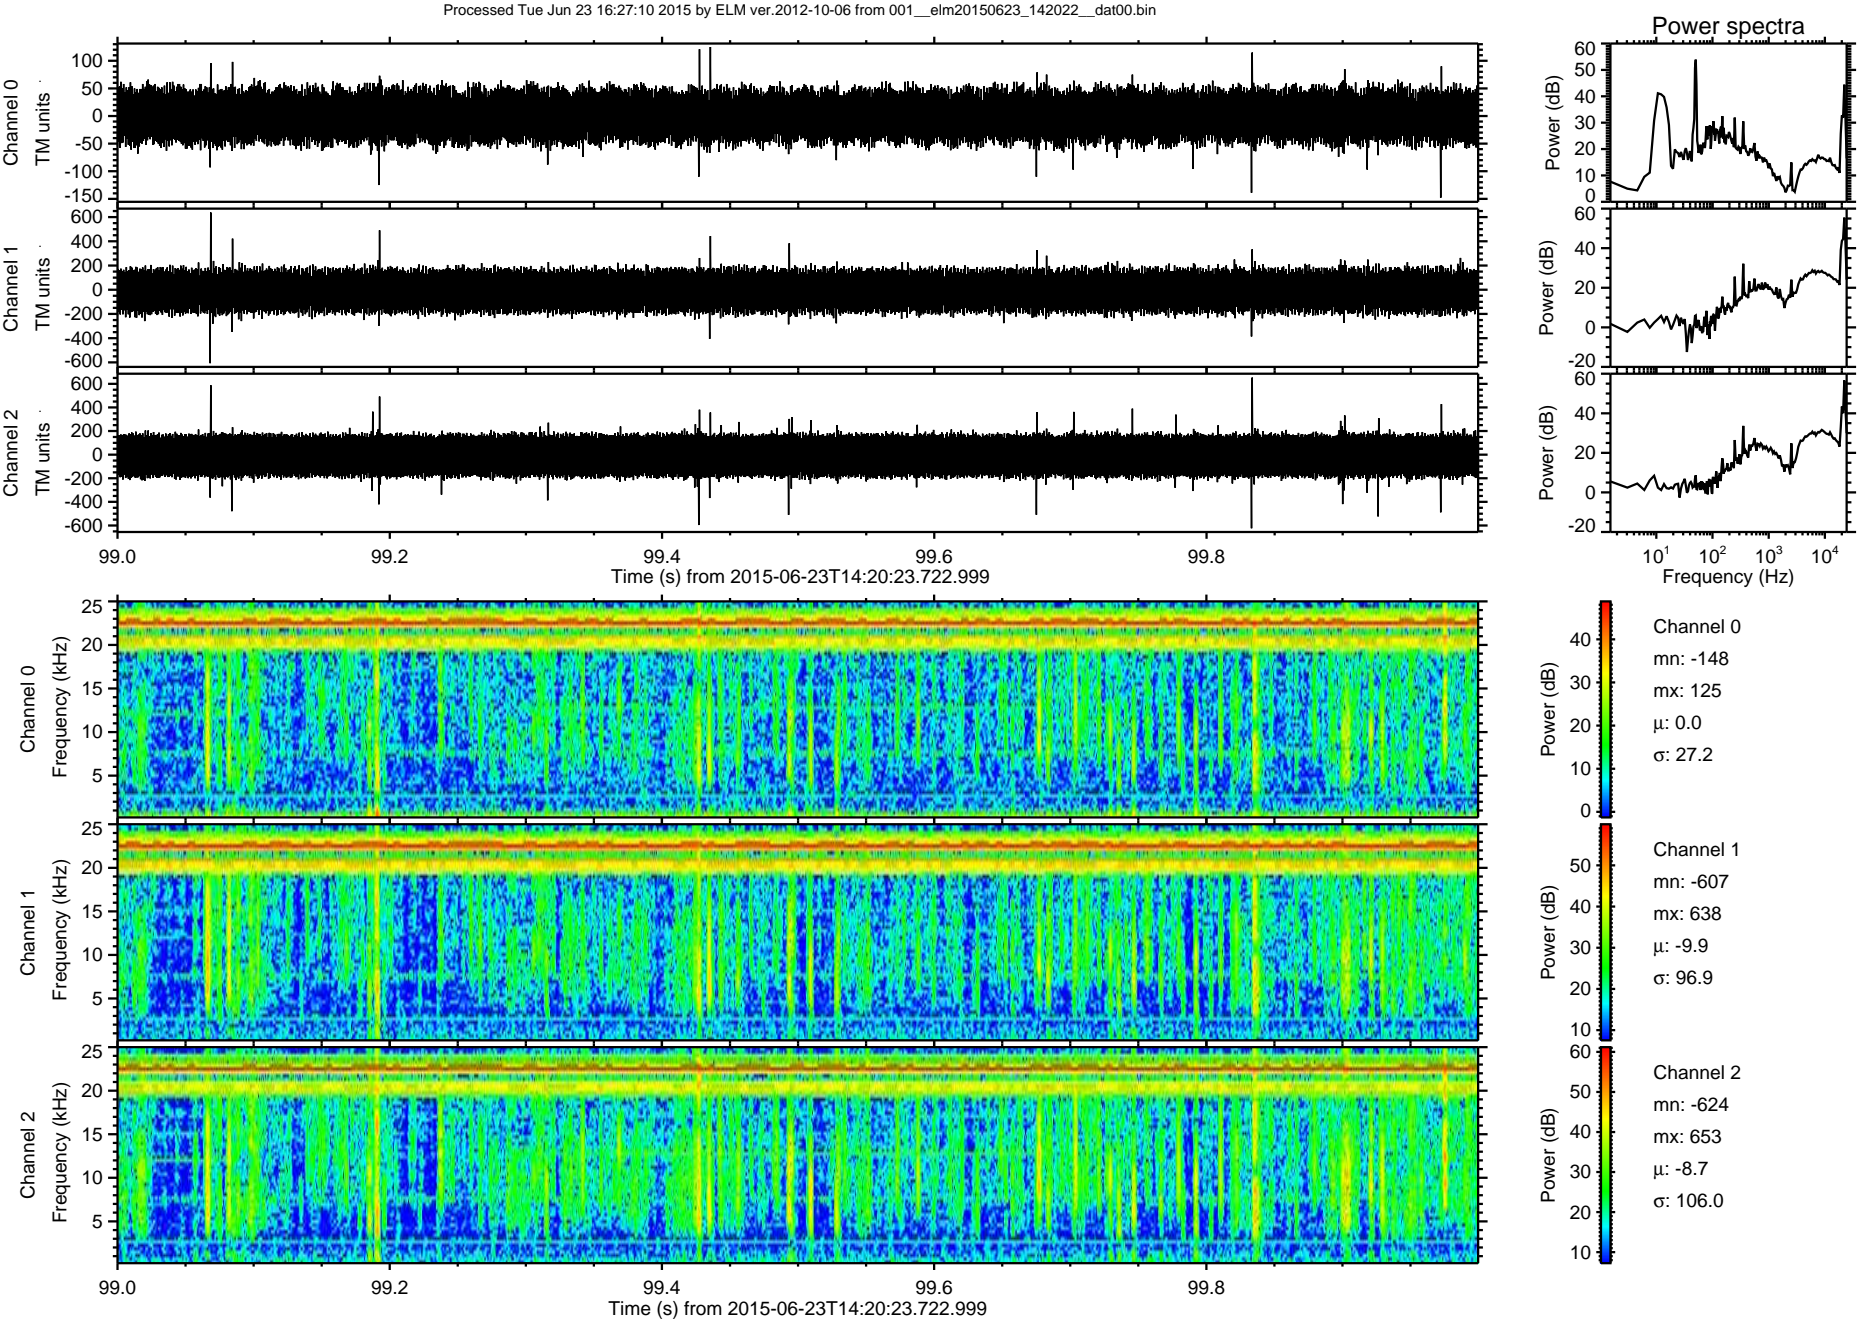 Processed Tue Jun 23 16:27:10 2015 by ELM ver.2012-10-06 from 001__elm20150623_142022__dat00.bin
Power spectra
Channel 0
TM units
100
50
0
-50
-100
-150
Power (dB)
60
50
40
30
20
10
0
Channel 1
TM units
600
400
200
0
-200
-400
-600
Power (dB)
60
40
20
0
-20
Channel 2
TM units
600
400
200
0
-200
-400
-600
Power (dB)
60
40
20
0
-20
99.0 99.2 99.4 99.6 99.8
Time (s) from 2015-06-23T14:20:23.722.999
10¹ 10² 10³ 10⁴
Frequency (Hz)
Channel 0
Frequency (kHz)
25
20
15
10
5
Power (dB)
40
30
20
10
0
Channel 0
mn: -148
mx: 125
μ: 0.0
σ: 27.2
Channel 1
Frequency (kHz)
25
20
15
10
5
Power (dB)
50
40
30
20
10
Channel 1
mn: -607
mx: 638
μ: -9.9
σ: 96.9
Channel 2
Frequency (kHz)
25
20
15
10
5
Power (dB)
60
50
40
30
20
10
Channel 2
mn: -624
mx: 653
μ: -8.7
σ: 106.0
99.0 99.2 99.4 99.6 99.8
Time (s) from 2015-06-23T14:20:23.722.999